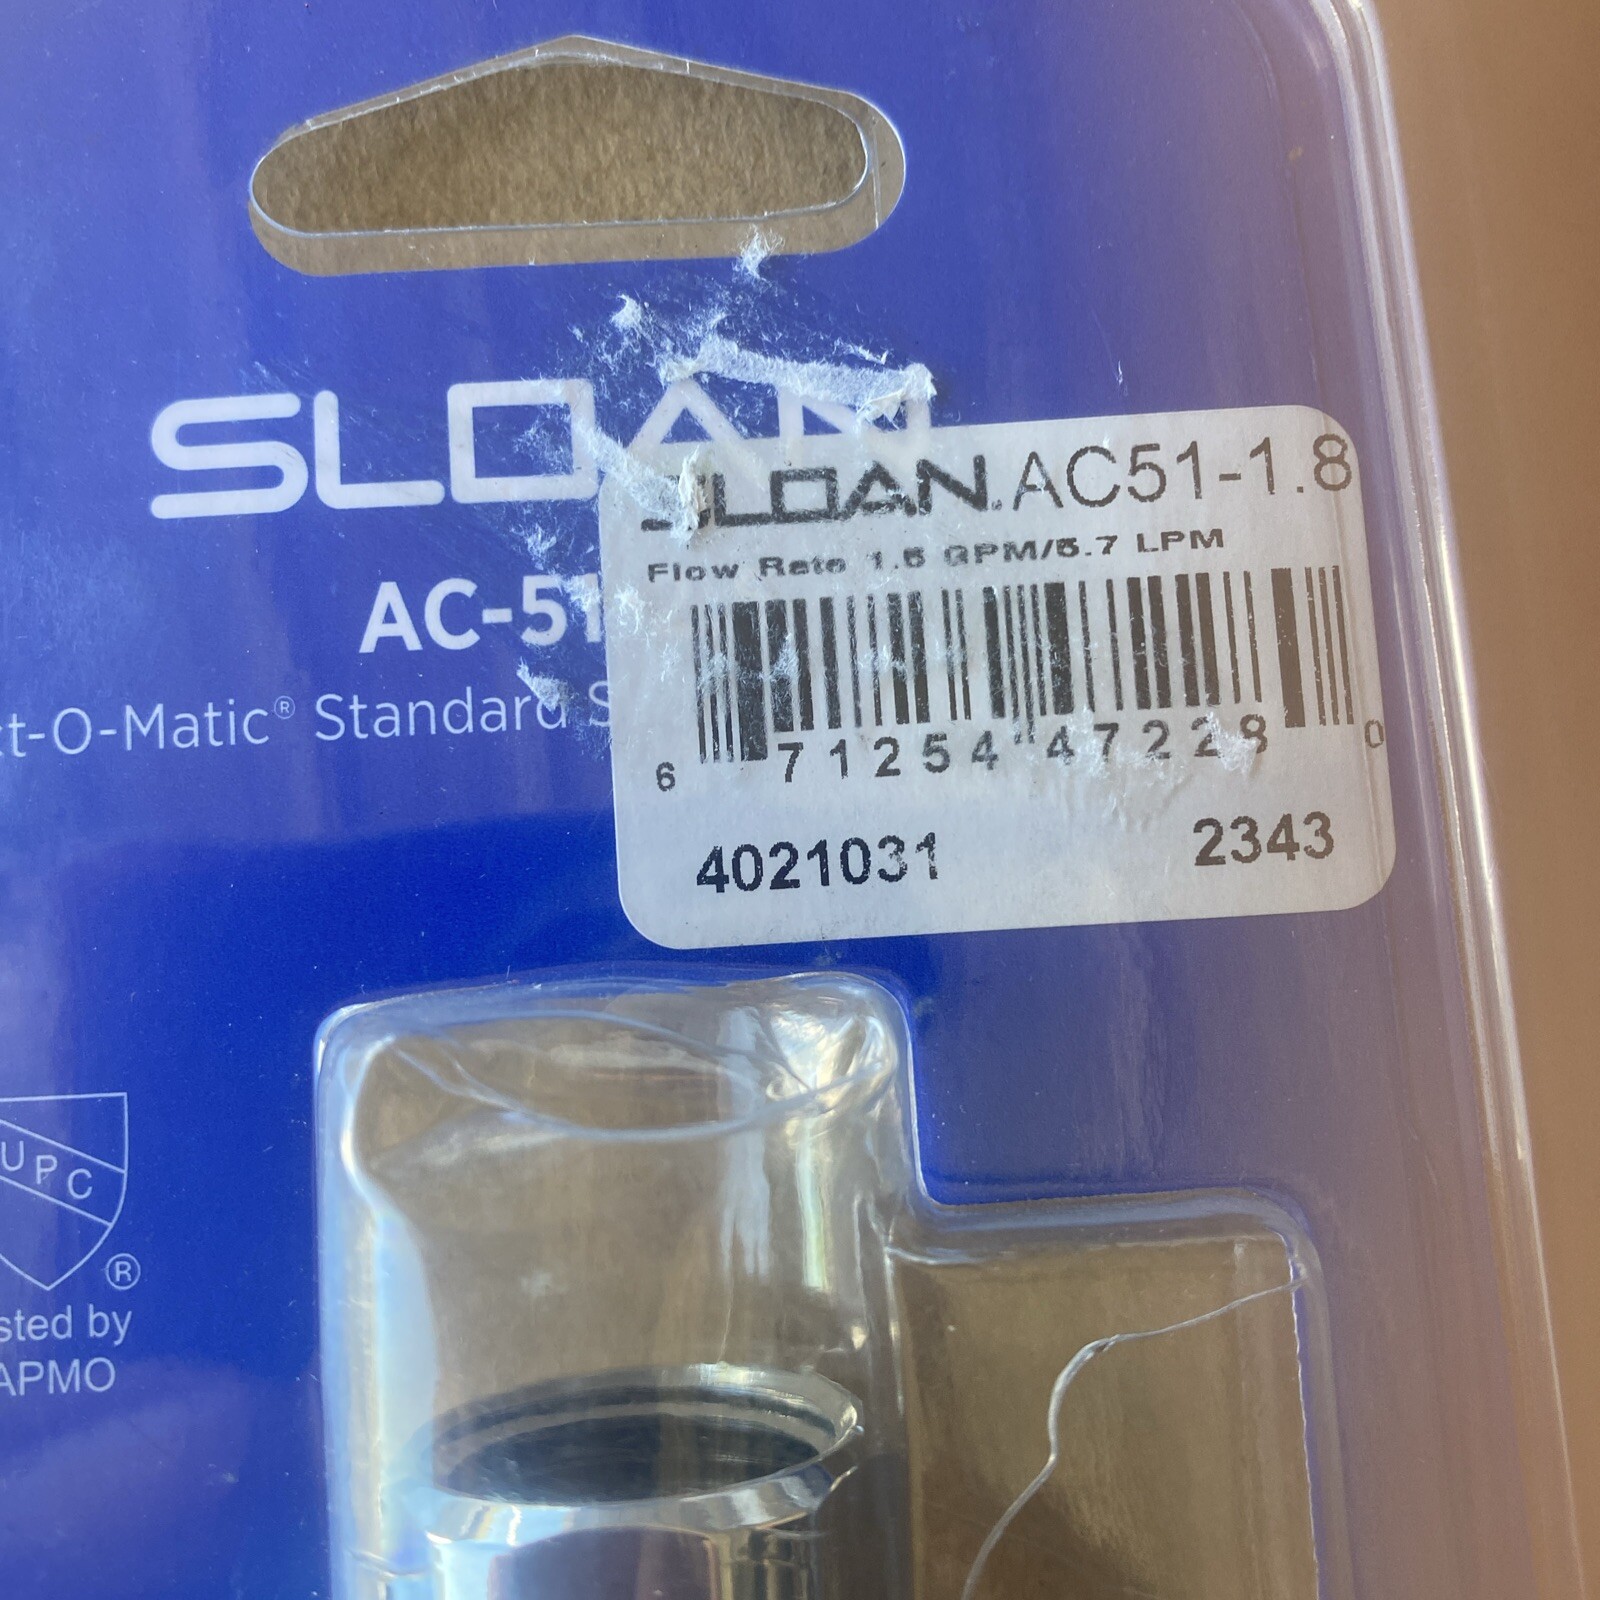 SLOAN
AC-51
ct-O-Matic® Standard S
SLOAN. AC51-1.8
Flow Rate 1.5 GPM/5.7 LPM
6 71254 47228 0
4021031 2343
UPC
®
sted by
APMO